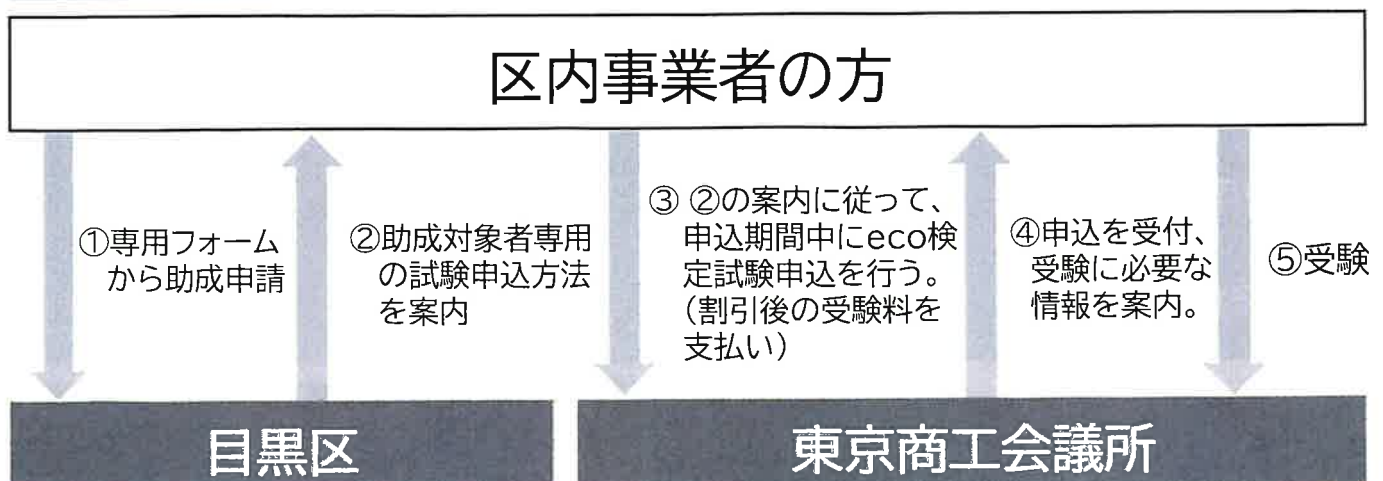 区内事業者の方
①専用フォーム
から助成申請
②助成対象者専用
の試験申込方法
を案内
③ ②の案内に従って、
申込期間中にeco検
定試験申込を行う。
(割引後の受験料を
支払い)
④申込を受付、
受験に必要な
情報を案内。
⑤受験
目黒区
東京商工会議所